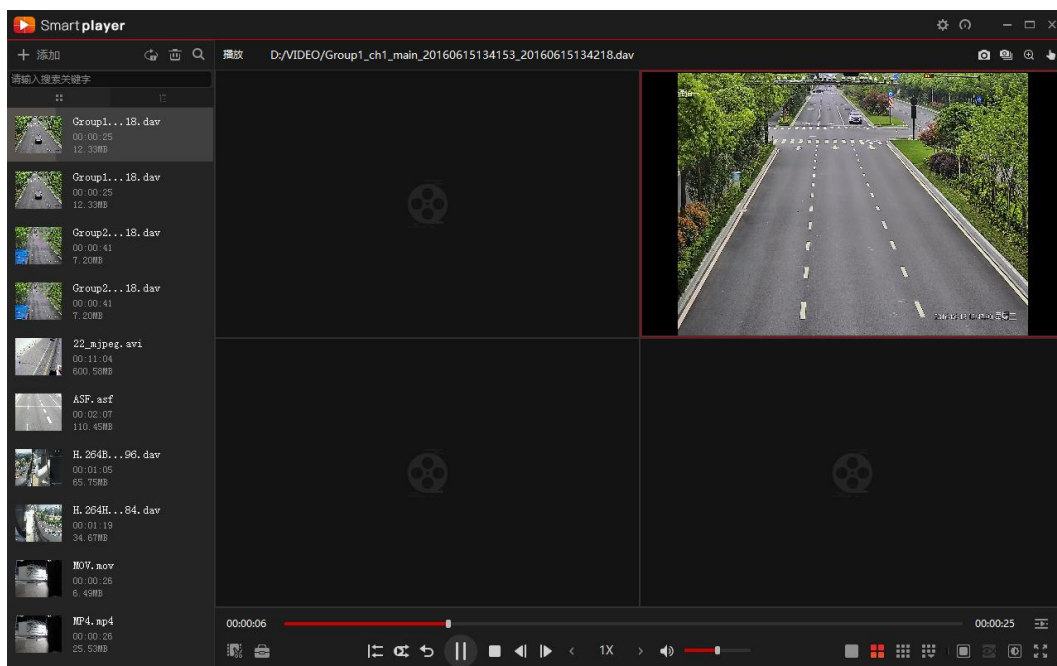 Smart player
添加
播放 D:/VIDEO/Group1_ch1_main_20160615134153_20160615134218.dav
请输入搜素关键字
Group1...18.dav
00:00:25
12.33MB
Group1...18.dav
00:00:25
12.33MB
Group2...18.dav
00:00:41
7.20MB
Group2...18.dav
00:00:41
7.20MB
22_mjpeg.avi
00:11:04
600.58MB
ASF.asf
00:02:07
110.45MB
H.264B...96.dav
00:01:05
65.75MB
H.264H...84.dav
00:01:19
34.67MB
MOV.mov
00:00:26
6.49MB
MP4.mp4
00:00:26
25.53MB
00:00:06
00:00:25
1X